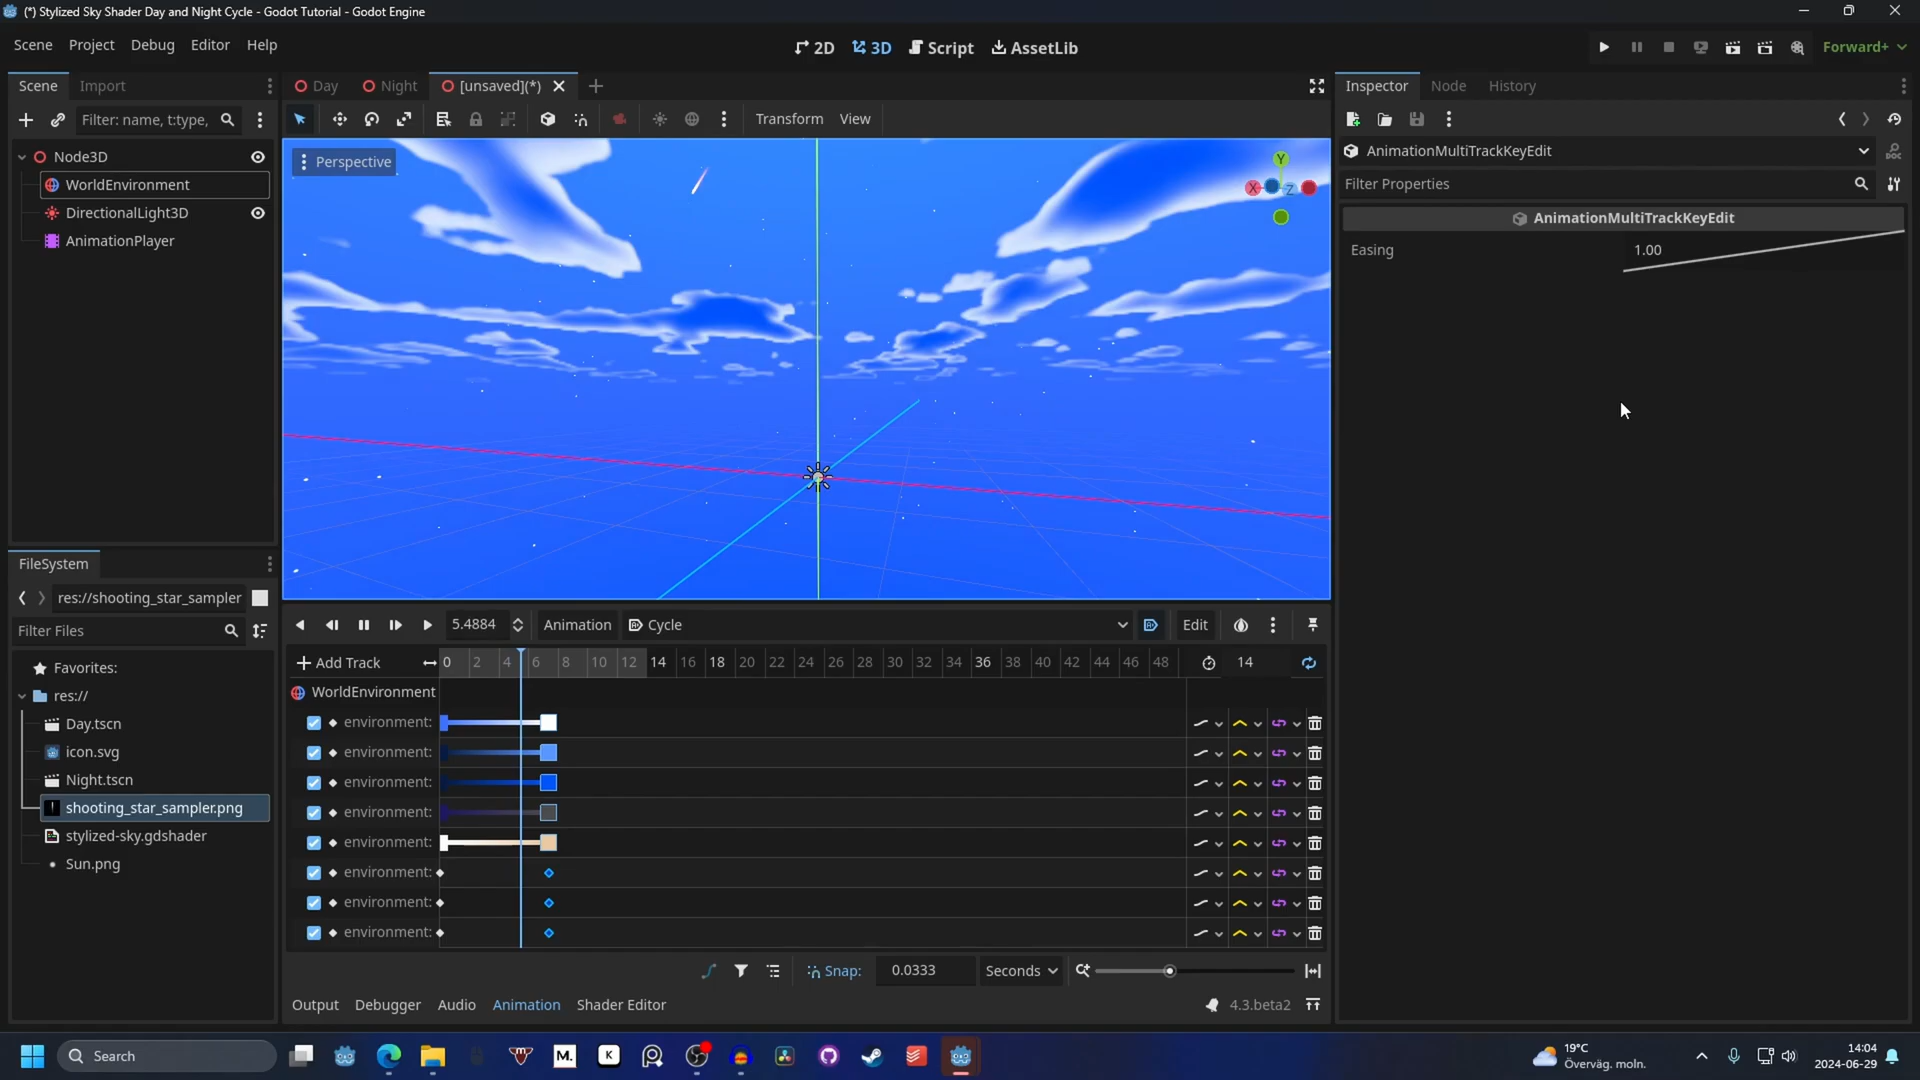 (*) Stylized Sky Shader Day and Night Cycle - Godot Tutorial - Godot Engine
Scene Project Debug Editor Help
2D 3D Script AssetLib
Forward+
Scene Import
Day Night [unsaved](*)
Inspector Node History
Filter: name, t:type,
Transform View
Node3D
WorldEnvironment
DirectionalLight3D
AnimationPlayer
Perspective
Y
X
Z
AnimationMultiTrackKeyEdit
Filter Properties
AnimationMultiTrackKeyEdit
Easing 1.00
FileSystem
res://shooting_star_sampler
Filter Files
Favorites:
res://
Day.tscn
icon.svg
Night.tscn
shooting_star_sampler.png
stylized-sky.gdshader
Sun.png
5.4884 Animation Cycle Edit
Add Track 0 2 4 6 8 10 12 14 16 18 20 22 24 26 28 30 32 34 36 38 40 42 44 46 48 14
WorldEnvironment
environment:
environment:
environment:
environment:
environment:
environment:
environment:
environment:
Snap: 0.0333 Seconds
Output Debugger Audio Animation Shader Editor 4.3.beta2
Search
M.
K
19°C
Överväg. moln.
14:04
2024-06-29